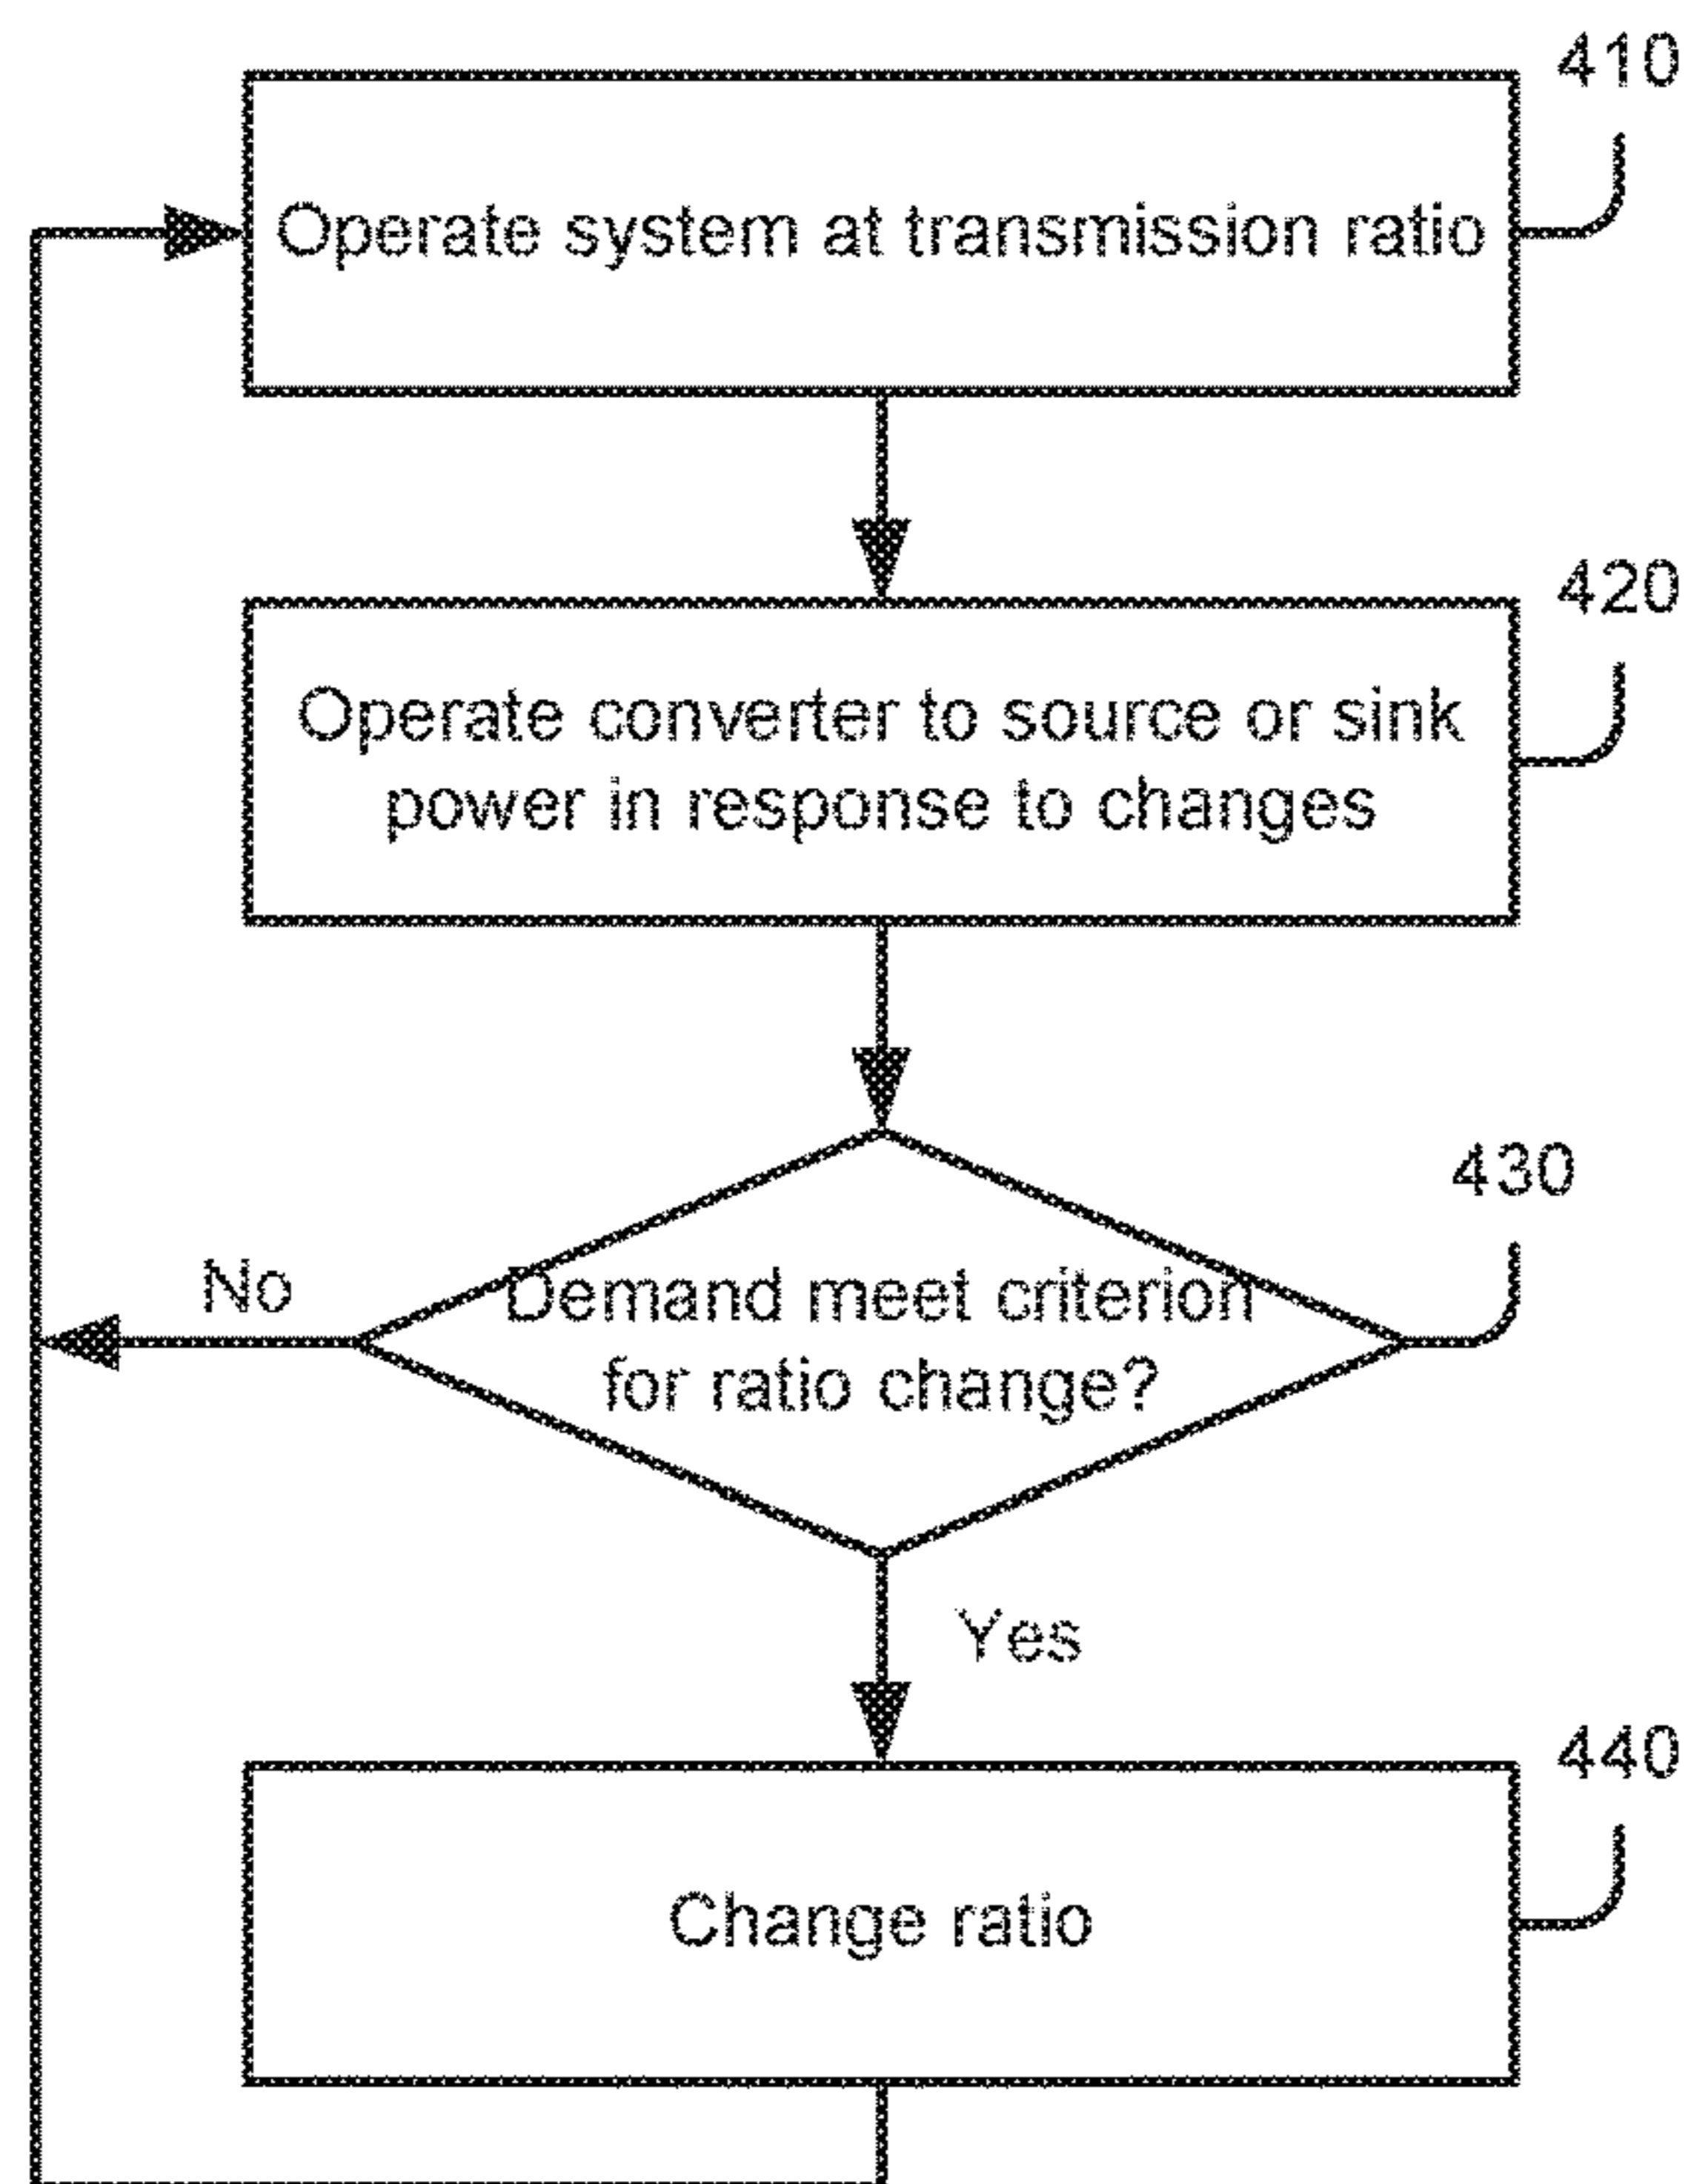 410
Operate system at transmission ratio
420
Operate converter to source or sink
power in response to changes
430
No
Demand meet criterion
for ratio change?
Yes
440
Change ratio